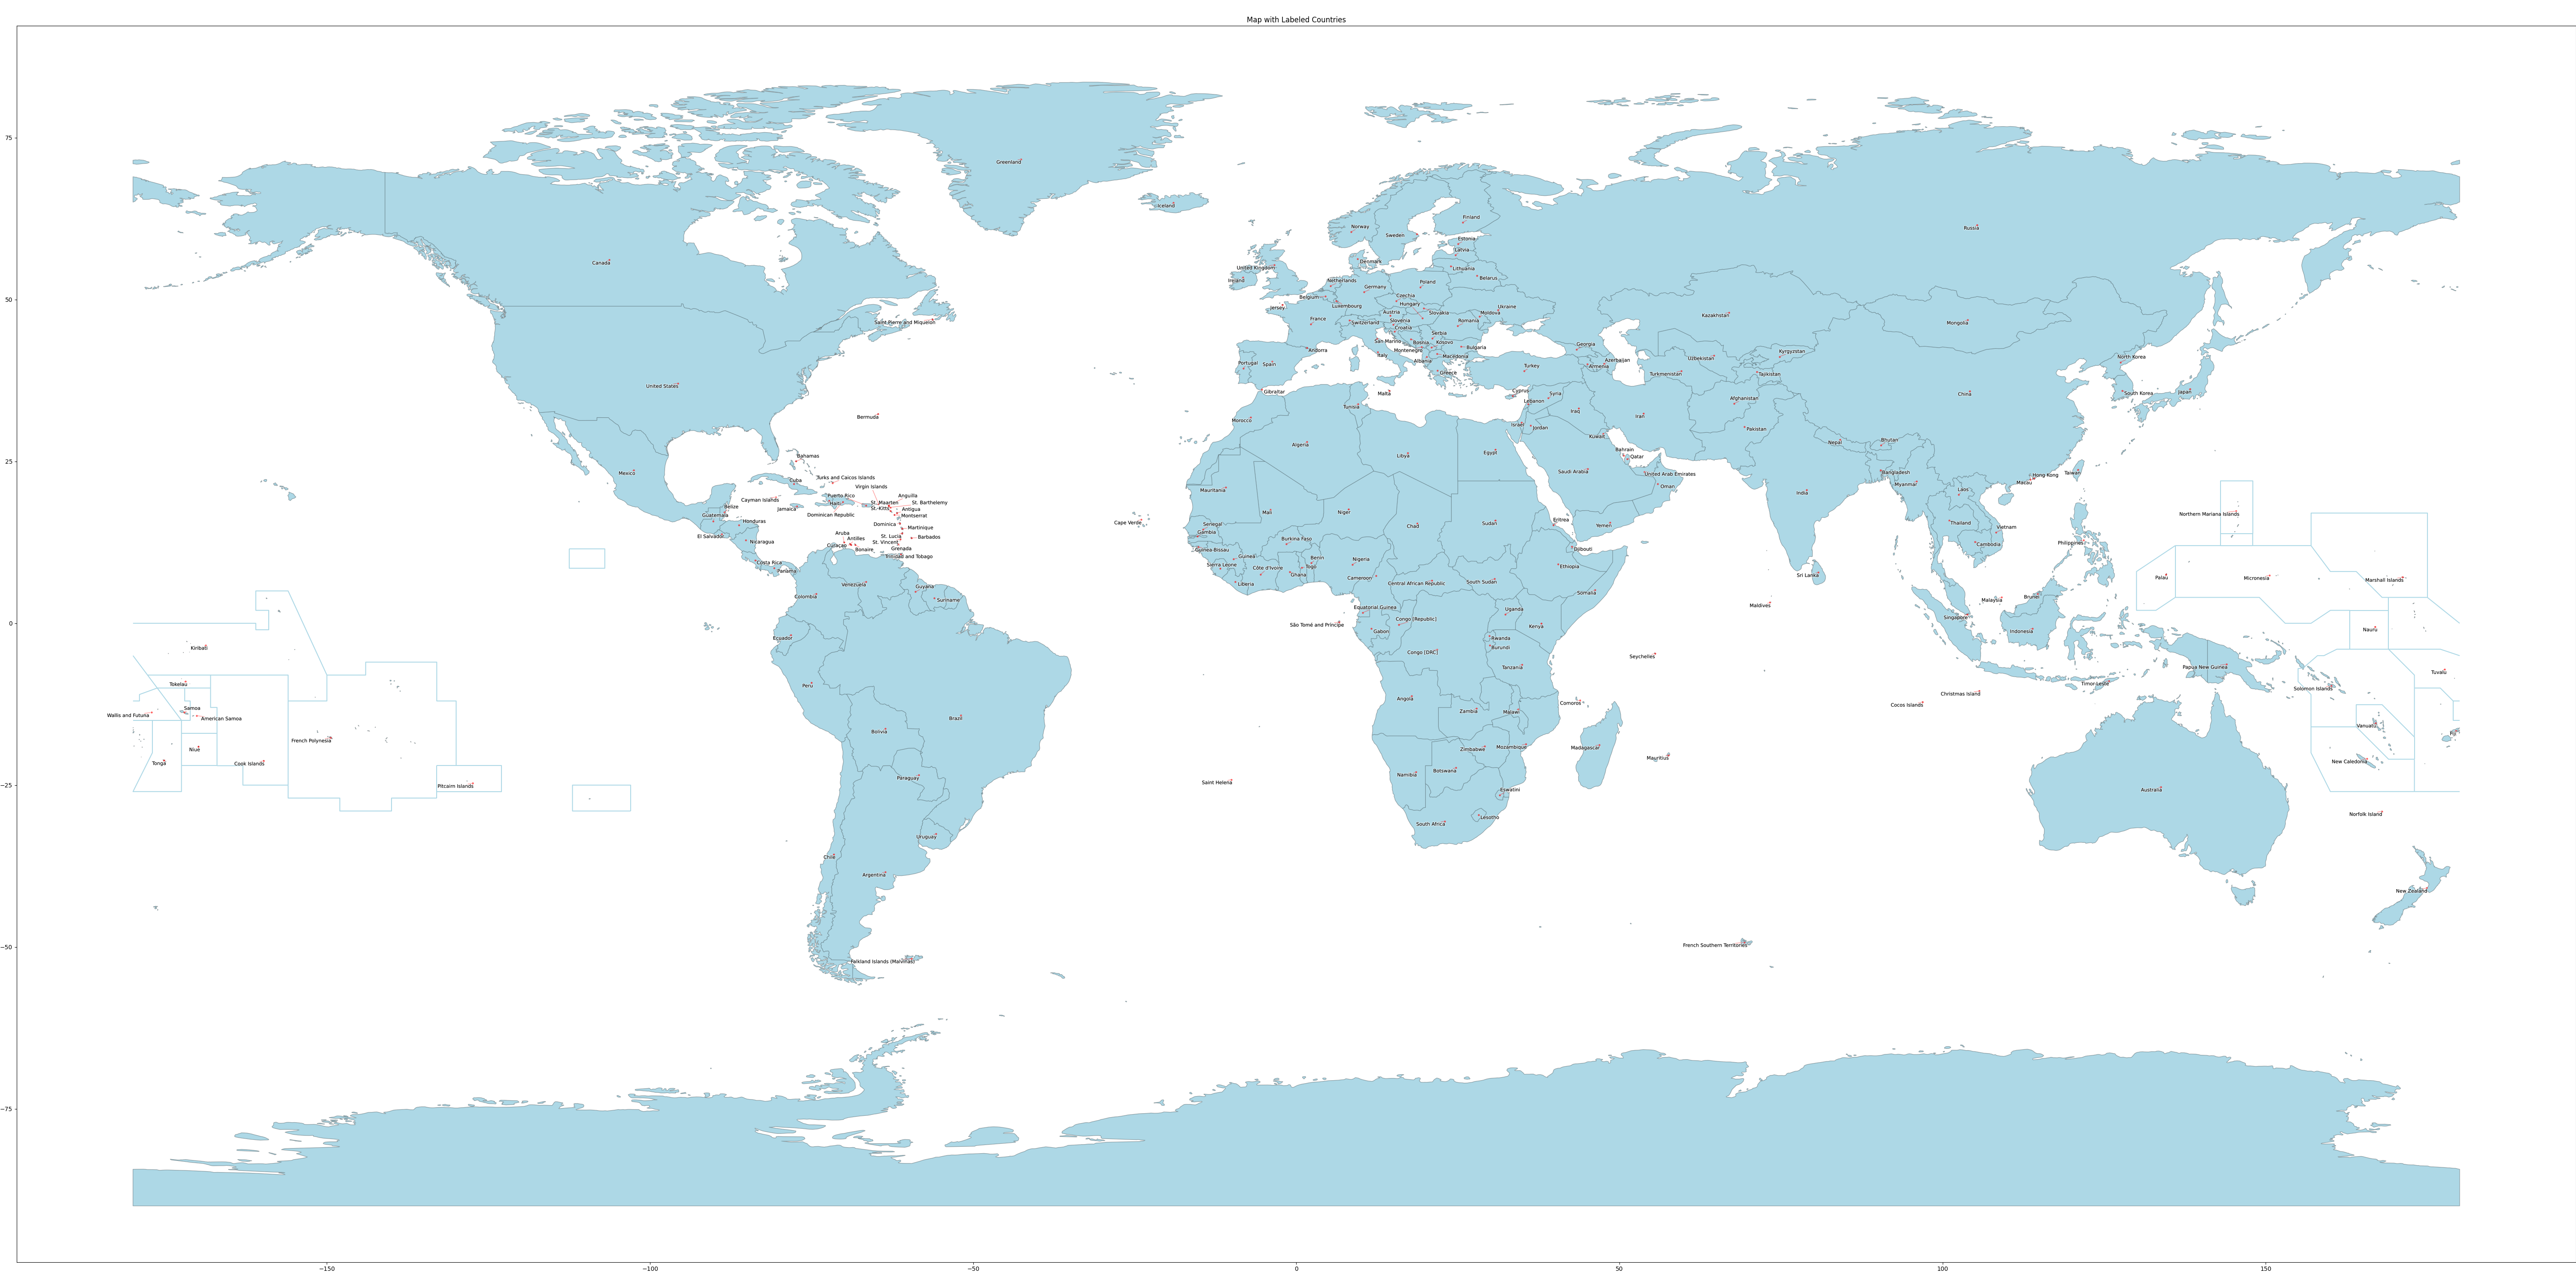 Map with Labeled Countries
75
50
25
0
−25
−50
−75
−150
−100
−50
0
50
100
150
Greenland
Iceland
Canada
Saint Pierre and Miquelon
United States
Bermuda
Mexico
Bahamas
Cuba
Turks and Caicos Islands
Virgin Islands
Cayman Islands
Puerto Rico
Anguilla
St. Maarten
St. Barthelemy
Jamaica
Haiti
St. Kitts
Antigua
Dominican Republic
Montserrat
Belize
Guatemala
Honduras
Dominica
Martinique
El Salvador
Nicaragua
Aruba
Antilles
St. Lucia
Barbados
Curaçao
St. Vincent
Bonaire
Grenada
Trinidad and Tobago
Costa Rica
Panama
Venezuela
Guyana
Suriname
Colombia
Ecuador
Peru
Brazil
Bolivia
Paraguay
Uruguay
Chile
Argentina
Falkland Islands (Malvinas)
Kiribati
Tokelau
Samoa
Wallis and Futuna
American Samoa
French Polynesia
Niue
Tonga
Cook Islands
Pitcairn Islands
Finland
Norway
Sweden
Estonia
Latvia
Denmark
United Kingdom
Lithuania
Ireland
Netherlands
Belarus
Poland
Germany
Belgium
Czechia
Luxembourg
Hungary
Jersey
Ukraine
Austria
Slovakia
Moldova
France
Slovenia
Romania
Switzerland
Croatia
Serbia
San Marino
Bosnia
Kosovo
Andorra
Montenegro
Bulgaria
Italy
Macedonia
Albania
Portugal
Spain
Greece
Gibraltar
Malta
Russia
Kazakhstan
Mongolia
Georgia
Azerbaijan
Armenia
Uzbekistan
Kyrgyzstan
Turkey
Turkmenistan
Tajikistan
North Korea
South Korea
Japan
Cyprus
Syria
Lebanon
Iraq
Iran
Afghanistan
China
Israel
Jordan
Kuwait
Pakistan
Nepal
Bhutan
Bahrain
Qatar
Saudi Arabia
United Arab Emirates
Oman
Yemen
India
Bangladesh
Myanmar
Laos
Hong Kong
Macau
Taiwan
Thailand
Vietnam
Cambodia
Philippines
Sri Lanka
Maldives
Malaysia
Brunei
Singapore
Indonesia
Timor-Leste
Tunisia
Morocco
Algeria
Libya
Egypt
Mauritania
Mali
Niger
Chad
Sudan
Eritrea
Cape Verde
Senegal
Gambia
Guinea-Bissau
Guinea
Sierra Leone
Liberia
Côte d'Ivoire
Burkina Faso
Ghana
Togo
Benin
Nigeria
Cameroon
Central African Republic
South Sudan
Djibouti
Ethiopia
Somalia
Equatorial Guinea
São Tomé and Príncipe
Gabon
Congo [Republic]
Congo [DRC]
Uganda
Kenya
Rwanda
Burundi
Tanzania
Seychelles
Angola
Zambia
Malawi
Comoros
Mozambique
Zimbabwe
Madagascar
Mauritius
Namibia
Botswana
Eswatini
Lesotho
South Africa
Saint Helena
French Southern Territories
Cocos Islands
Christmas Island
Northern Mariana Islands
Palau
Micronesia
Marshall Islands
Nauru
Papua New Guinea
Solomon Islands
Tuvalu
Vanuatu
Fiji
New Caledonia
Australia
Norfolk Island
New Zealand